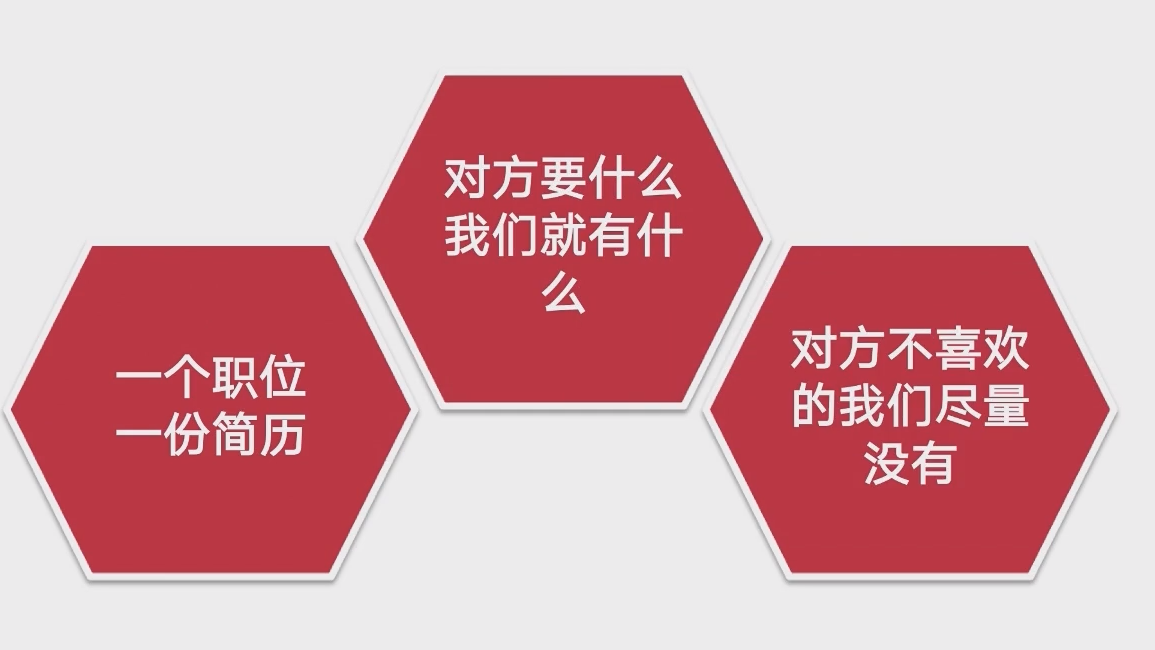 一个职位
一份简历
对方要什么
我们就有什
么
对方不喜欢
的我们尽量
没有